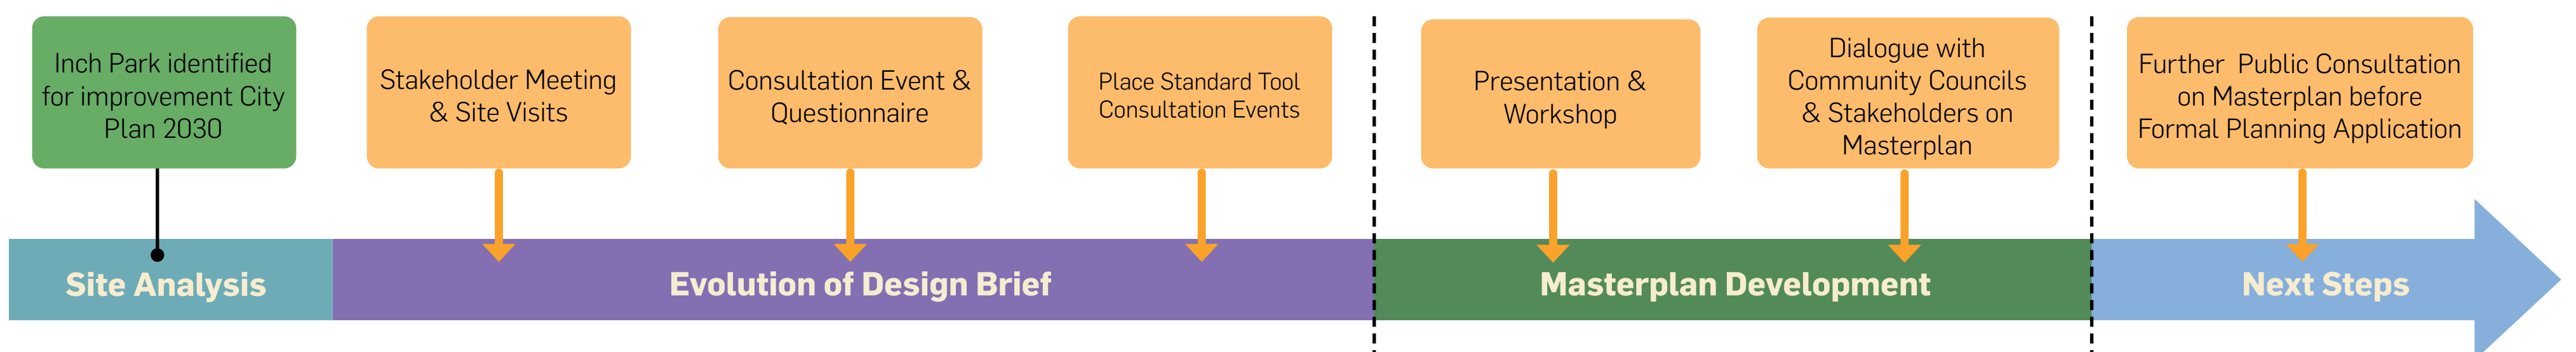 Inch Park identified
for improvement City
Plan 2030
Stakeholder Meeting
& Site Visits
Consultation Event &
Questionnaire
Place Standard Tool
Consultation Events
Presentation &
Workshop
Dialogue with
Community Councils
& Stakeholders on
Masterplan
Further  Public Consultation
on Masterplan before
Formal Planning Application
Site Analysis
Evolution of Design Brief
Masterplan Development
Next Steps